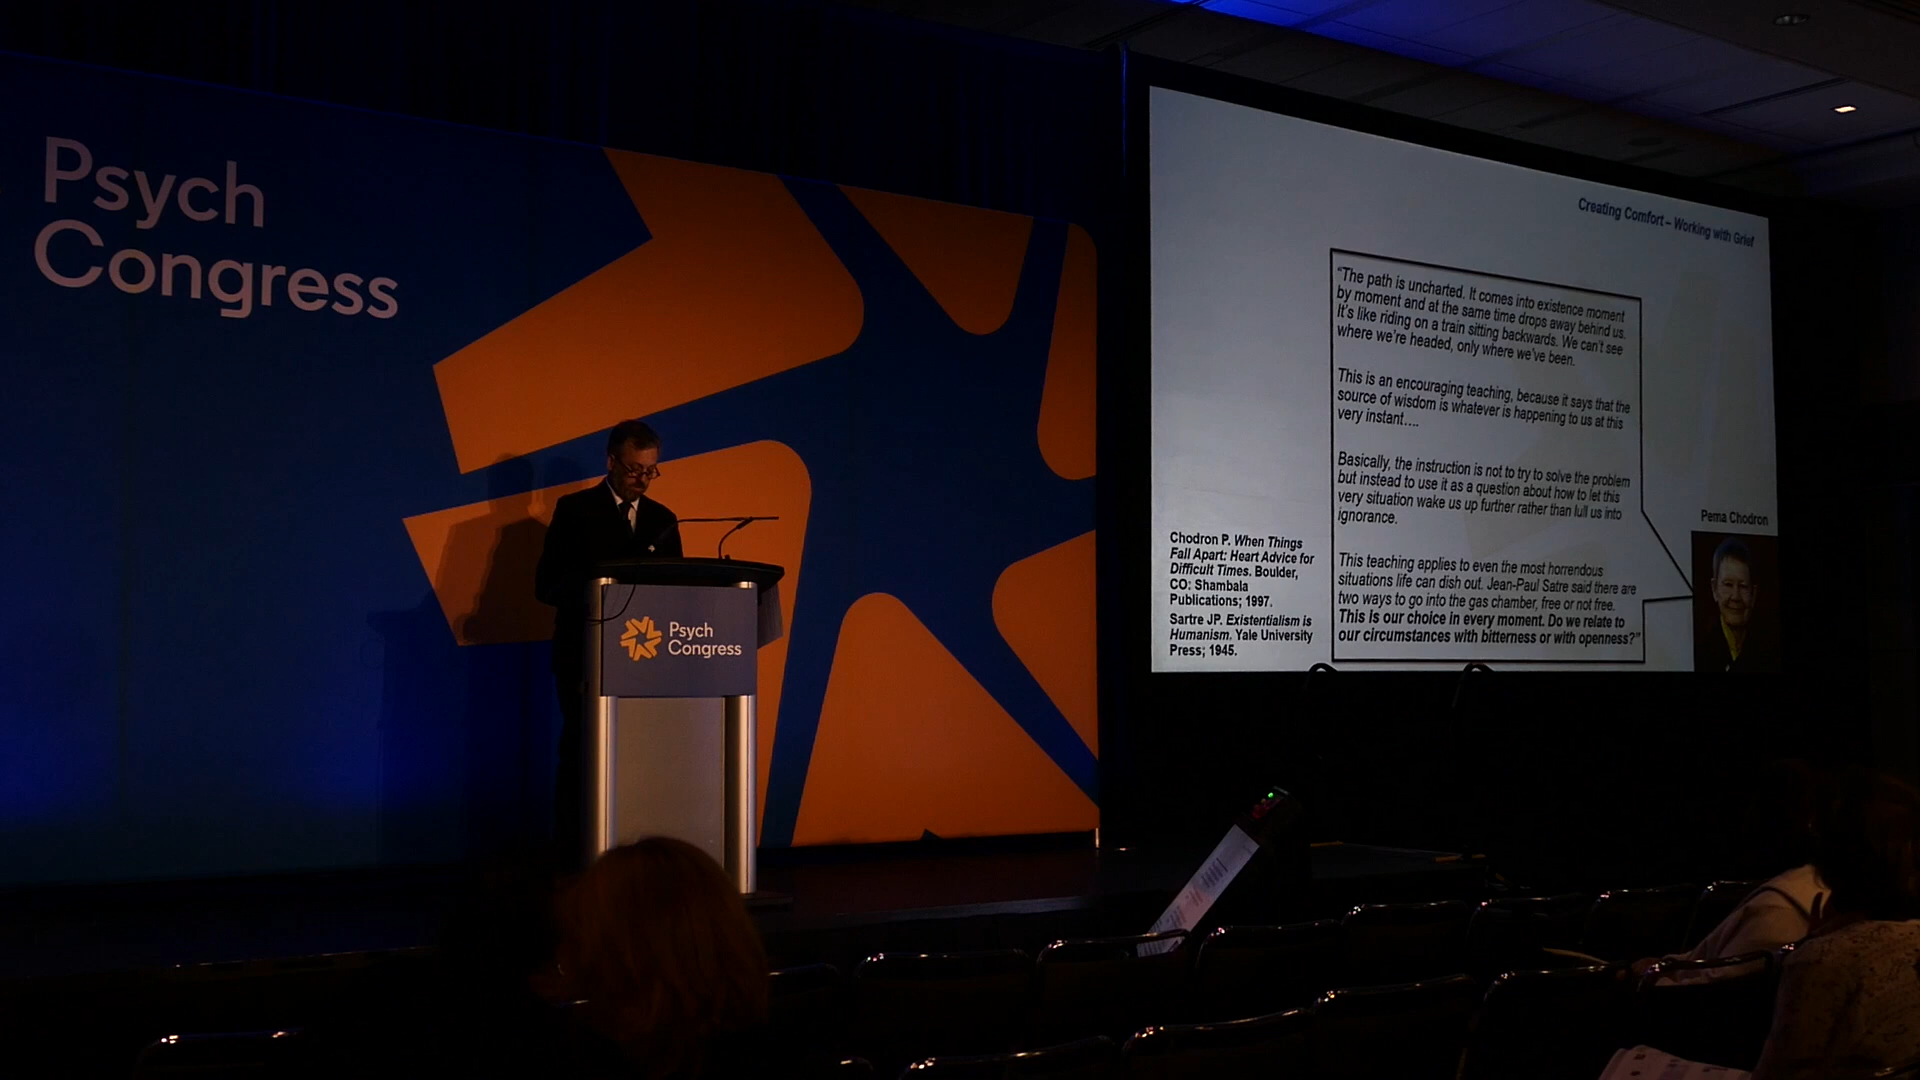 Psych
Congress
Psych
Congress
Creating Comfort – Working with Grief
“The path is uncharted. It comes into existence moment
by moment and at the same time drops away behind us.
It’s like riding on a train sitting backwards. We can’t see
where we’re headed, only where we’ve been.
This is an encouraging teaching, because it says that the
source of wisdom is whatever is happening to us at this
very instant….
Basically, the instruction is not to try to solve the problem
but instead to use it as a question about how to let this
very situation wake us up further rather than lull us into
ignorance.
This teaching applies to even the most horrendous
situations life can dish out. Jean-Paul Satre said there are
two ways to go into the gas chamber, free or not free.
This is our choice in every moment. Do we relate to
our circumstances with bitterness or with openness?”
Pema Chodron
Chodron P. When Things
Fall Apart: Heart Advice for
Difficult Times. Boulder,
CO: Shambala
Publications; 1997.
Sartre JP. Existentialism is
Humanism. Yale University
Press; 1945.